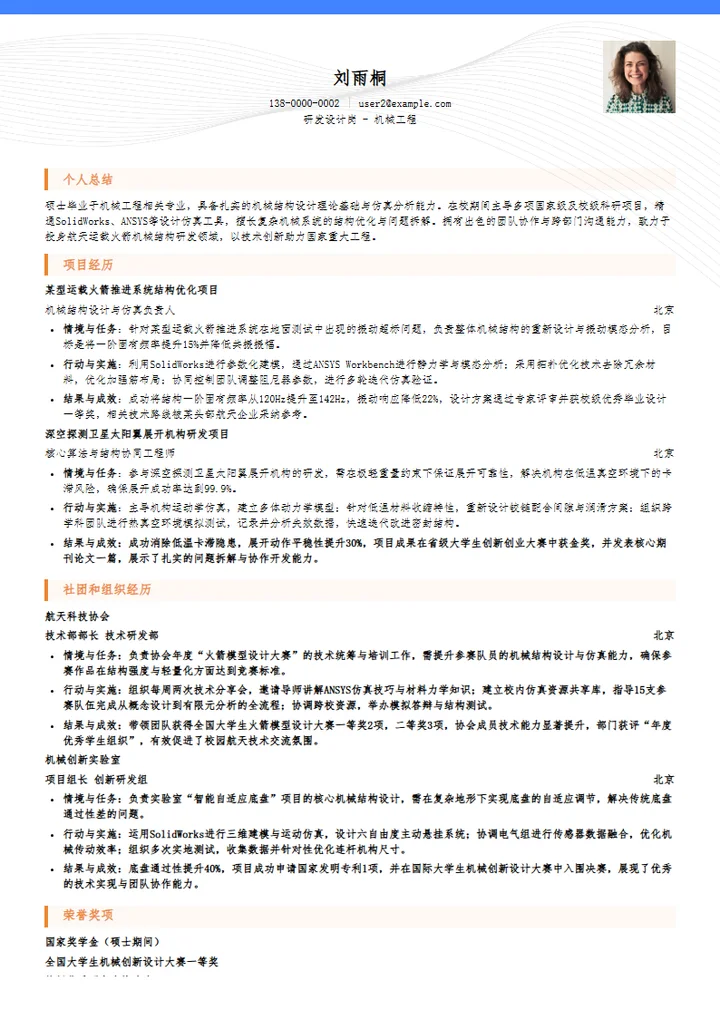 刘雨桐
138-0000-0002 | user2@example.com
研发设计岗 - 机械工程
个人总结
硕士毕业于机械工程相关专业，具备扎实的机械结构设计理论基础与仿真分析能力。在校期间主导多项国家级及校级科研项目，精
通SolidWorks、ANSYS等设计仿真工具，擅长复杂机械系统的结构优化与问题拆解。拥有出色的团队协作与跨部门沟通能力，致力于
投身航天运载火箭机械结构研发领域，以技术创新助力国家重大工程。
项目经历
某型运载火箭推进系统结构优化项目
机械结构设计与仿真负责人 北京
• 情境与任务：针对某型运载火箭推进系统在地面测试中出现的振动超标问题，负责整体机械结构的重新设计与振动模态分析，目
标是将一阶固有频率提升15%并降低共振振幅。
• 行动与实施：利用SolidWorks进行参数化建模，通过ANSYS Workbench进行静力学与模态分析；采用拓扑优化技术去除冗余材
料，优化加强筋布局；协同控制团队调整阻尼器参数，进行多轮迭代仿真验证。
• 结果与成效：成功将结构一阶固有频率从120Hz提升至142Hz，振动响应降低22%，设计方案通过专家评审并获校级优秀毕业设计
一等奖，相关技术路线被某头部航天企业采纳参考。
深空探测卫星太阳翼展开机构研发项目
核心算法与结构协同工程师 北京
• 情境与任务：参与深空探测卫星太阳翼展开机构的研发，需在极轻重量约束下保证展开可靠性，解决机构在低温真空环境下的卡
滞风险，确保展开成功率达到99.9%。
• 行动与实施：主导机构运动学仿真，建立多体动力学模型；针对低温材料收缩特性，重新设计铰链配合间隙与润滑方案；组织跨
学科团队进行热真空环境模拟测试，记录并分析失效数据，快速迭代改进密封结构。
• 结果与成效：成功消除低温卡滞隐患，展开动作平稳性提升30%，项目成果在省级大学生创新创业大赛中获金奖，并发表核心期
刊论文一篇，展示了扎实的问题拆解与协作开发能力。
社团和组织经历
航天科技协会
技术部部长 技术研发部 北京
• 情境与任务：负责协会年度“火箭模型设计大赛”的技术统筹与培训工作，需提升参赛队员的机械结构设计与仿真能力，确保参
赛作品在结构强度与轻量化方面达到竞赛标准。
• 行动与实施：组织每周两次技术分享会，邀请导师讲解ANSYS仿真技巧与材料力学知识；建立校内仿真资源共享库，指导15支参
赛队伍完成从概念设计到有限元分析的全流程；协调跨校资源，举办模拟答辩与结构测试。
• 结果与成效：带领团队获得全国大学生火箭模型设计大赛一等奖2项，二等奖3项，协会成员技术能力显著提升，部门获评“年度
优秀学生组织”，有效促进了校园航天技术交流氛围。
机械创新实验室
项目组长 创新研发组 北京
• 情境与任务：负责实验室“智能自适应底盘”项目的核心机械结构设计，需在复杂地形下实现底盘的自适应调节，解决传统底盘
通过性差的问题。
• 行动与实施：运用SolidWorks进行三维建模与运动仿真，设计六自由度主动悬挂系统；协调电气组进行传感器数据融合，优化机
械传动效率；组织多次实地测试，收集数据并针对性优化连杆机构尺寸。
• 结果与成效：底盘通过性提升40%，项目成功申请国家发明专利1项，并在国际大学生机械创新设计大赛中入围决赛，展现了优秀
的技术实现与团队协作能力。
荣誉奖项
国家奖学金（硕士期间）
全国大学生机械创新设计大赛一等奖